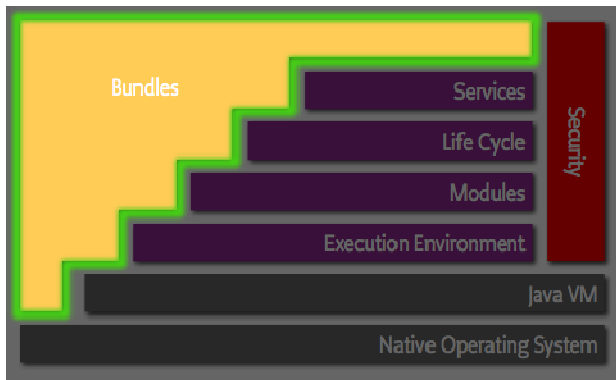 Bundles
Services
Life Cycle
Modules
Execution Environment
Security
Java VM
Native Operating System